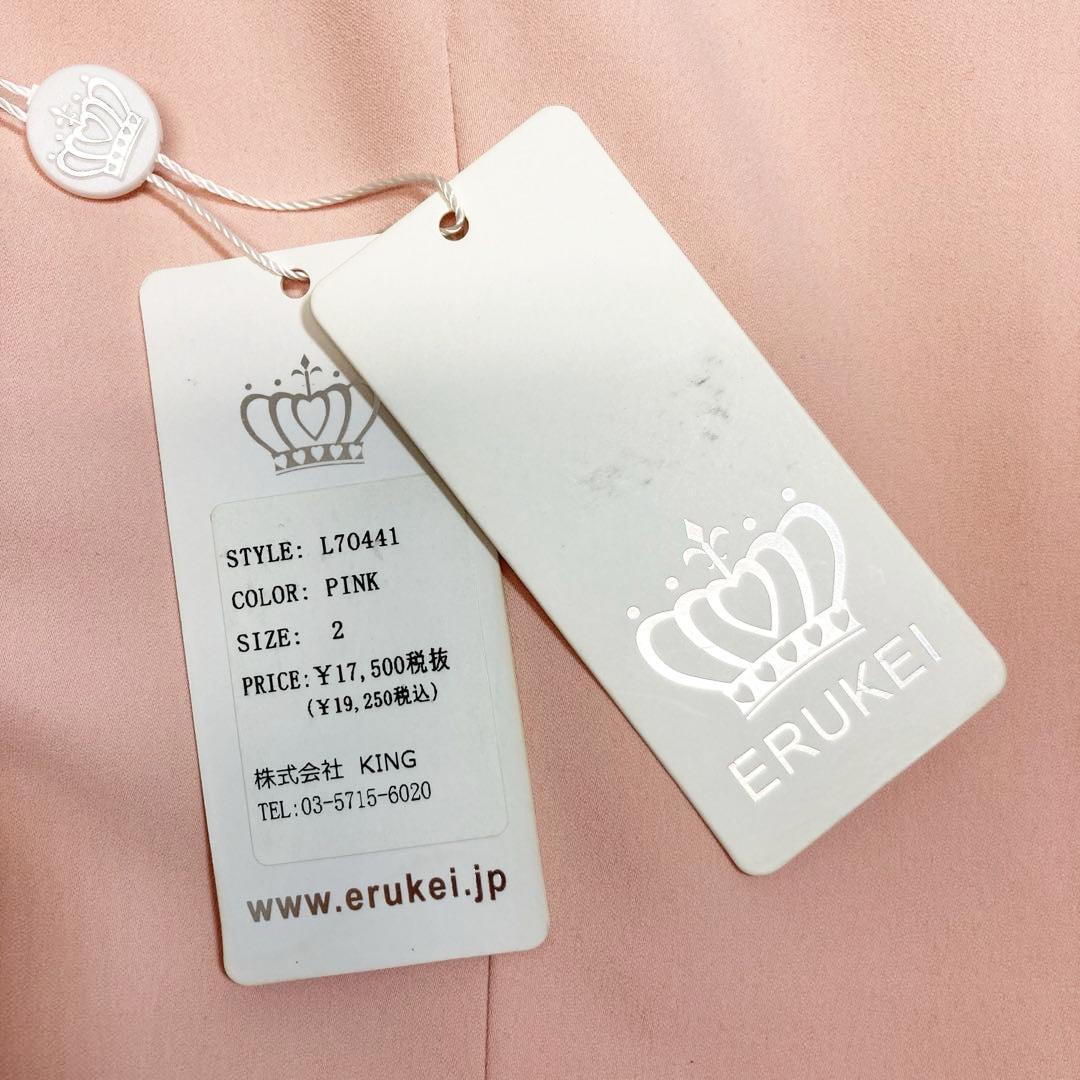 STYLE: L70441
COLOR: PINK
SIZE: 2
PRICE:¥17,500税抜
(¥19,250税込)
株式会社 KING
TEL:03-5715-6020
www.erukei.jp
ERUKEI